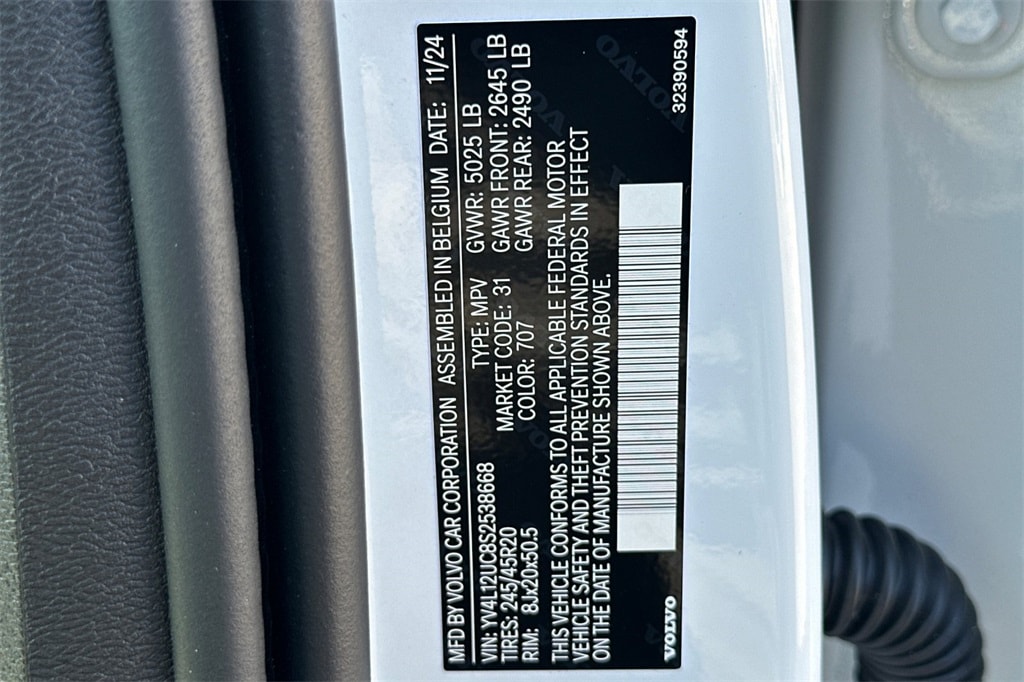 MFD BY VOLVO CAR CORPORATION ASSEMBLED IN BELGIUM DATE: 11/24
VIN: YV4L12UC8S2538668 TYPE: MPV GVWR: 5025 LB
TIRES: 245/45R20 MARKET CODE: 31 GAWR FRONT: 2645 LB
RIM: 8Jx20x50.5 COLOR: 707 GAWR REAR: 2490 LB
THIS VEHICLE CONFORMS TO ALL APPLICABLE FEDERAL MOTOR
VEHICLE SAFETY AND THEFT PREVENTION STANDARDS IN EFFECT
ON THE DATE OF MANUFACTURE SHOWN ABOVE.
VOLVO 32390594